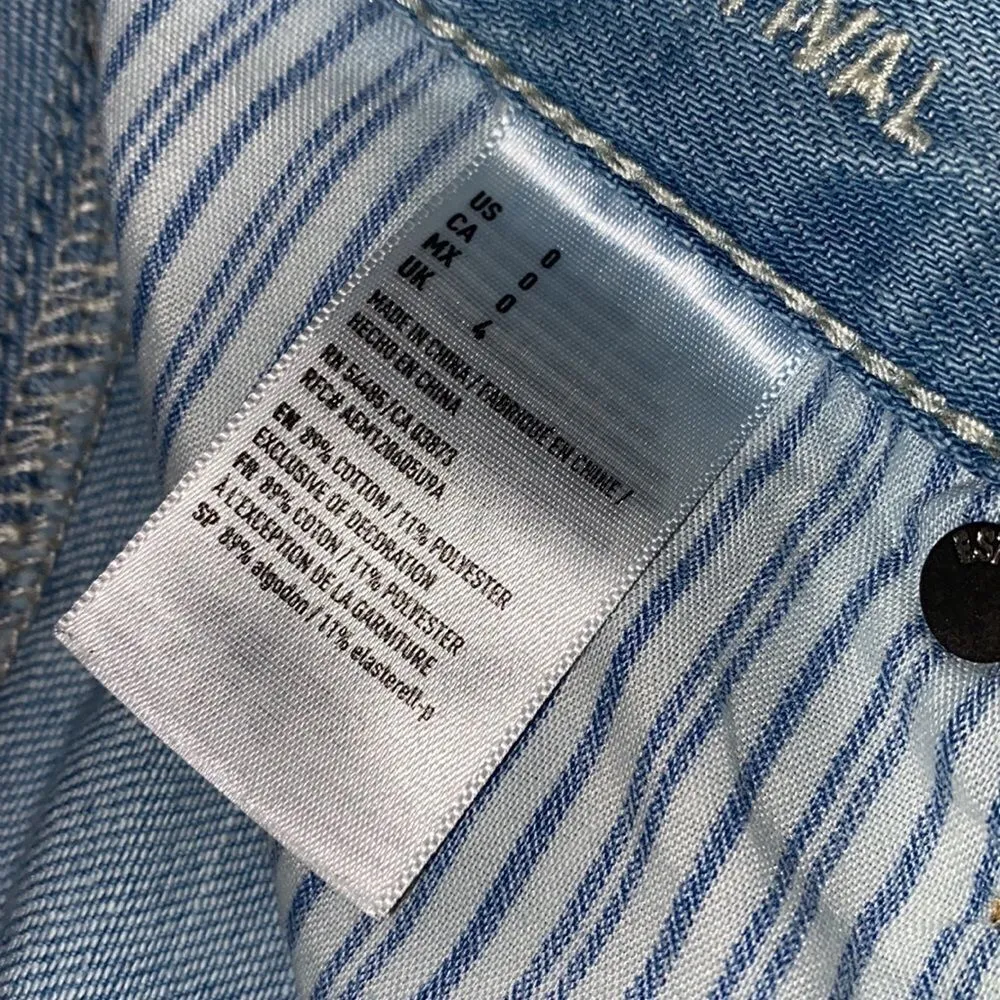 US 0
CA 0
MX 0
UK 4
MADE IN CHINA / FABRIQUÉ EN CHINE /
HECHO EN CHINA
RN 54485/CA 03873
RFC# AEM120605U9A
EN 89% COTTON / 11% POLYESTER
EXCLUSIVE OF DECORATION
FR 89% COTON / 11% POLYESTER
À L'EXCEPTION DE LA GARNITURE
SP 89% algodón / 11% elasterell-p